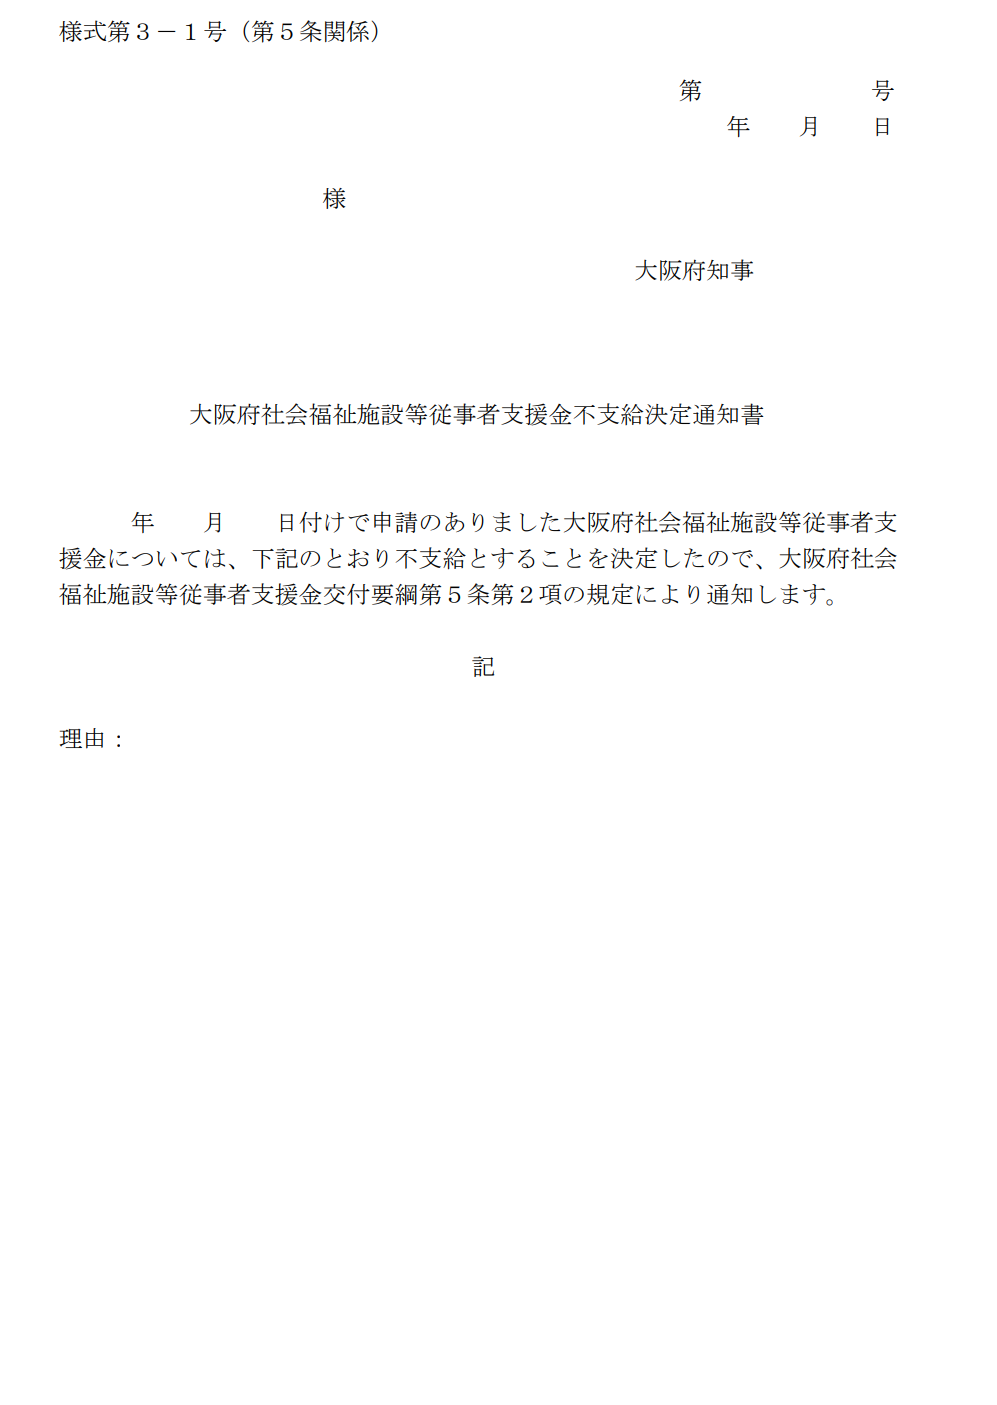 様式第３－１号（第５条関係）
第　　　　　　　号
年　　月　　日
様
大阪府知事
大阪府社会福祉施設等従事者支援金不支給決定通知書
年　　月　　日付けで申請のありました大阪府社会福祉施設等従事者支
援金については、下記のとおり不支給とすることを決定したので、大阪府社会
福祉施設等従事者支援金交付要綱第５条第２項の規定により通知します。
記
理由：